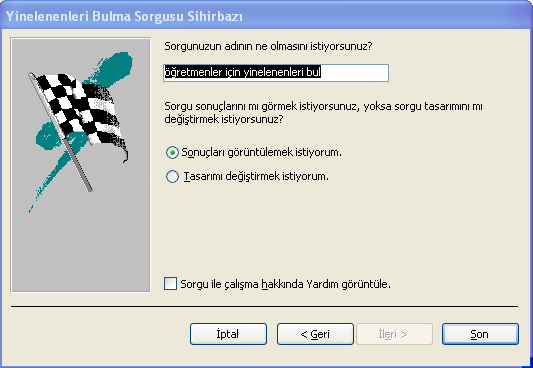 Yinelenenleri Bulma Sorgusu Sihirbazı
Sorgunuzun adının ne olmasını istiyorsunuz?
öğretmenler için yinelenenleri bul
Sorgu sonuçlarını mı görmek istiyorsunuz, yoksa sorgu tasarımını mı
değiştirmek istiyorsunuz?
Sonuçları görüntülemek istiyorum.
Tasarımı değiştirmek istiyorum.
Sorgu ile çalışma hakkında Yardım görüntüle.
İptal
< Geri
İleri >
Son